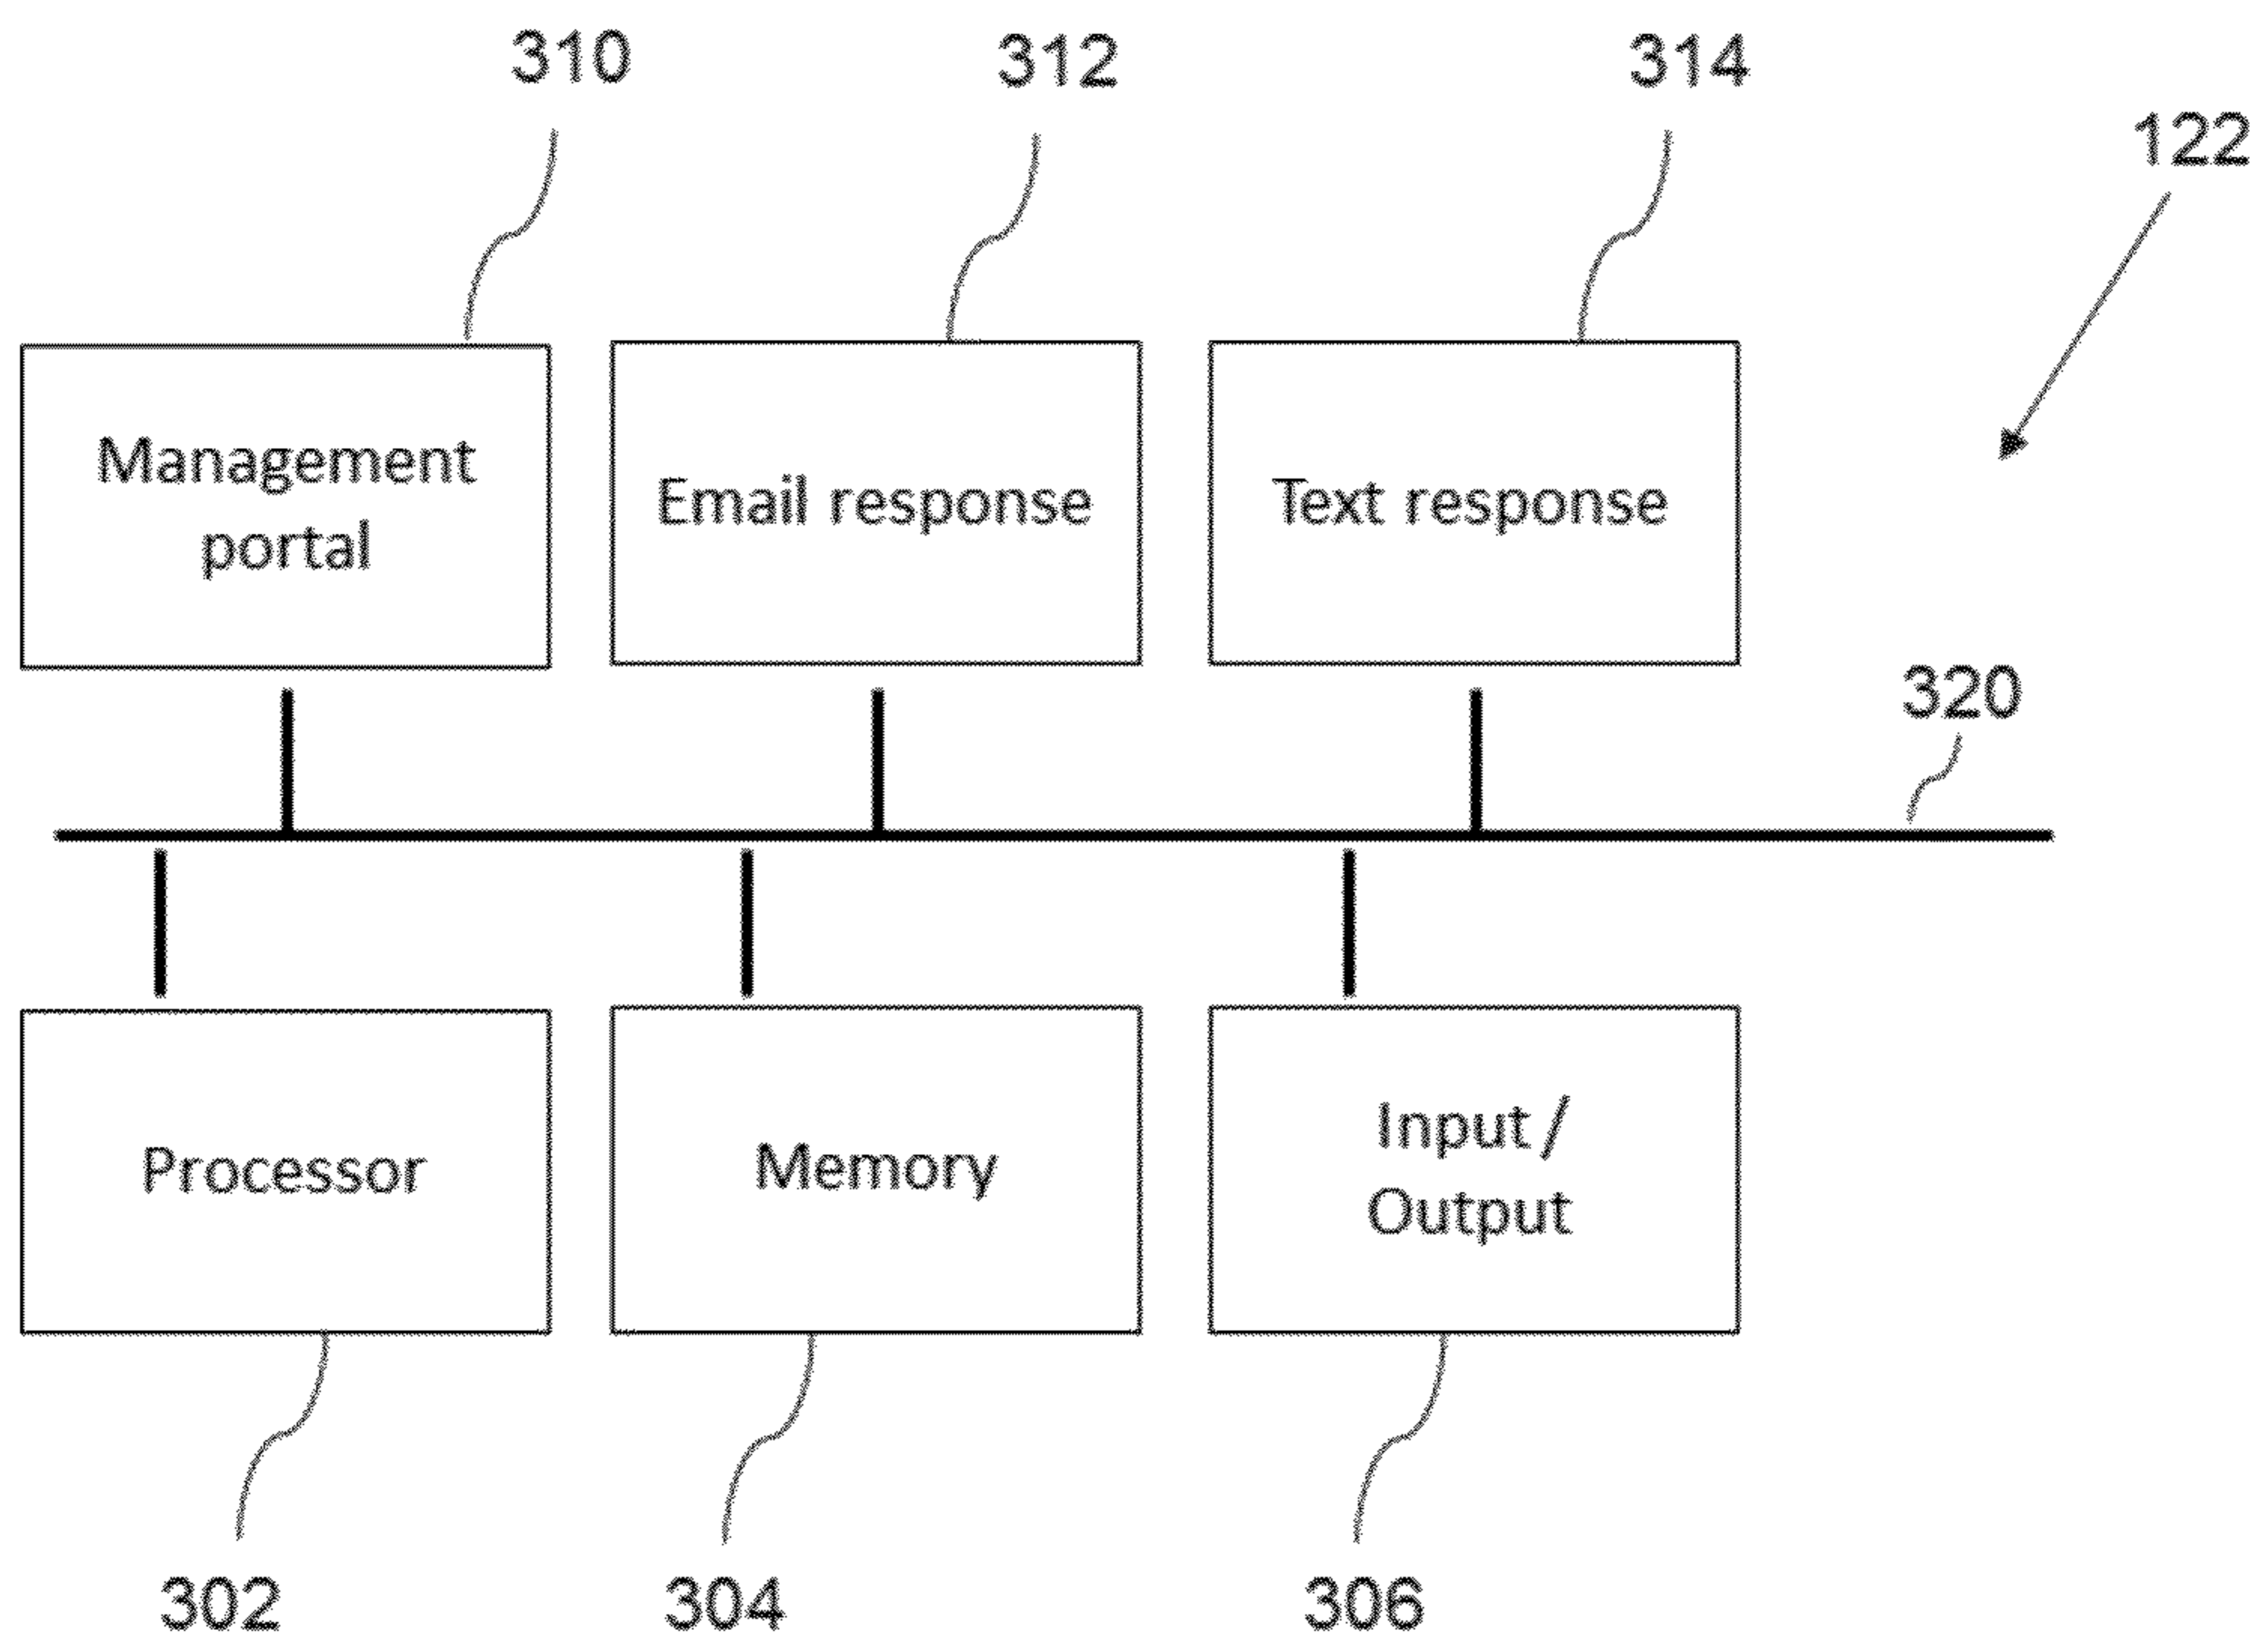 310
312
314
122
Management
portal
Email response
Text response
320
Processor
Memory
Input /
Output
302
304
306